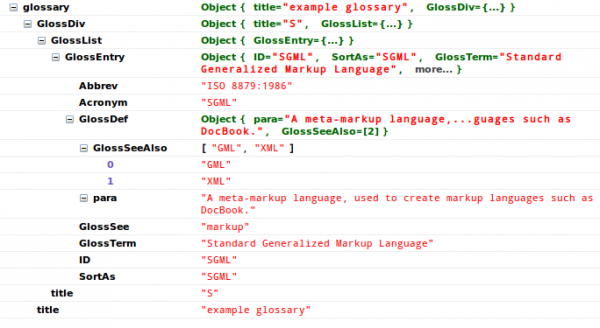 glossary Object { title="example glossary", GlossDiv={...} }
GlossDiv Object { title="S", GlossList={...} }
GlossList Object { GlossEntry={...} }
GlossEntry Object { ID="SGML", SortAs="SGML", GlossTerm="Standard
Generalized Markup Language", more... }
Abbrev "ISO 8879:1986"
Acronym "SGML"
GlossDef Object { para="A meta-markup language,...guages such as
DocBook.", GlossSeeAlso=[2] }
GlossSeeAlso [ "GML", "XML" ]
0 "GML"
1 "XML"
para "A meta-markup language, used to create markup languages such as
DocBook."
GlossSee "markup"
GlossTerm "Standard Generalized Markup Language"
ID "SGML"
SortAs "SGML"
title "S"
title "example glossary"